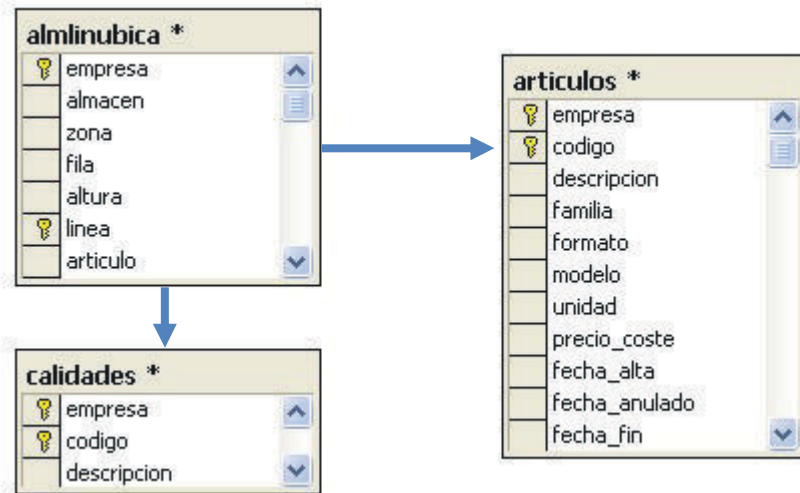 almlinubica *
empresa
almacen
zona
fila
altura
linea
articulo
articulos *
empresa
codigo
descripcion
familia
formato
modelo
unidad
precio_coste
fecha_alta
fecha_anulado
fecha_fin
calidades *
empresa
codigo
descripcion